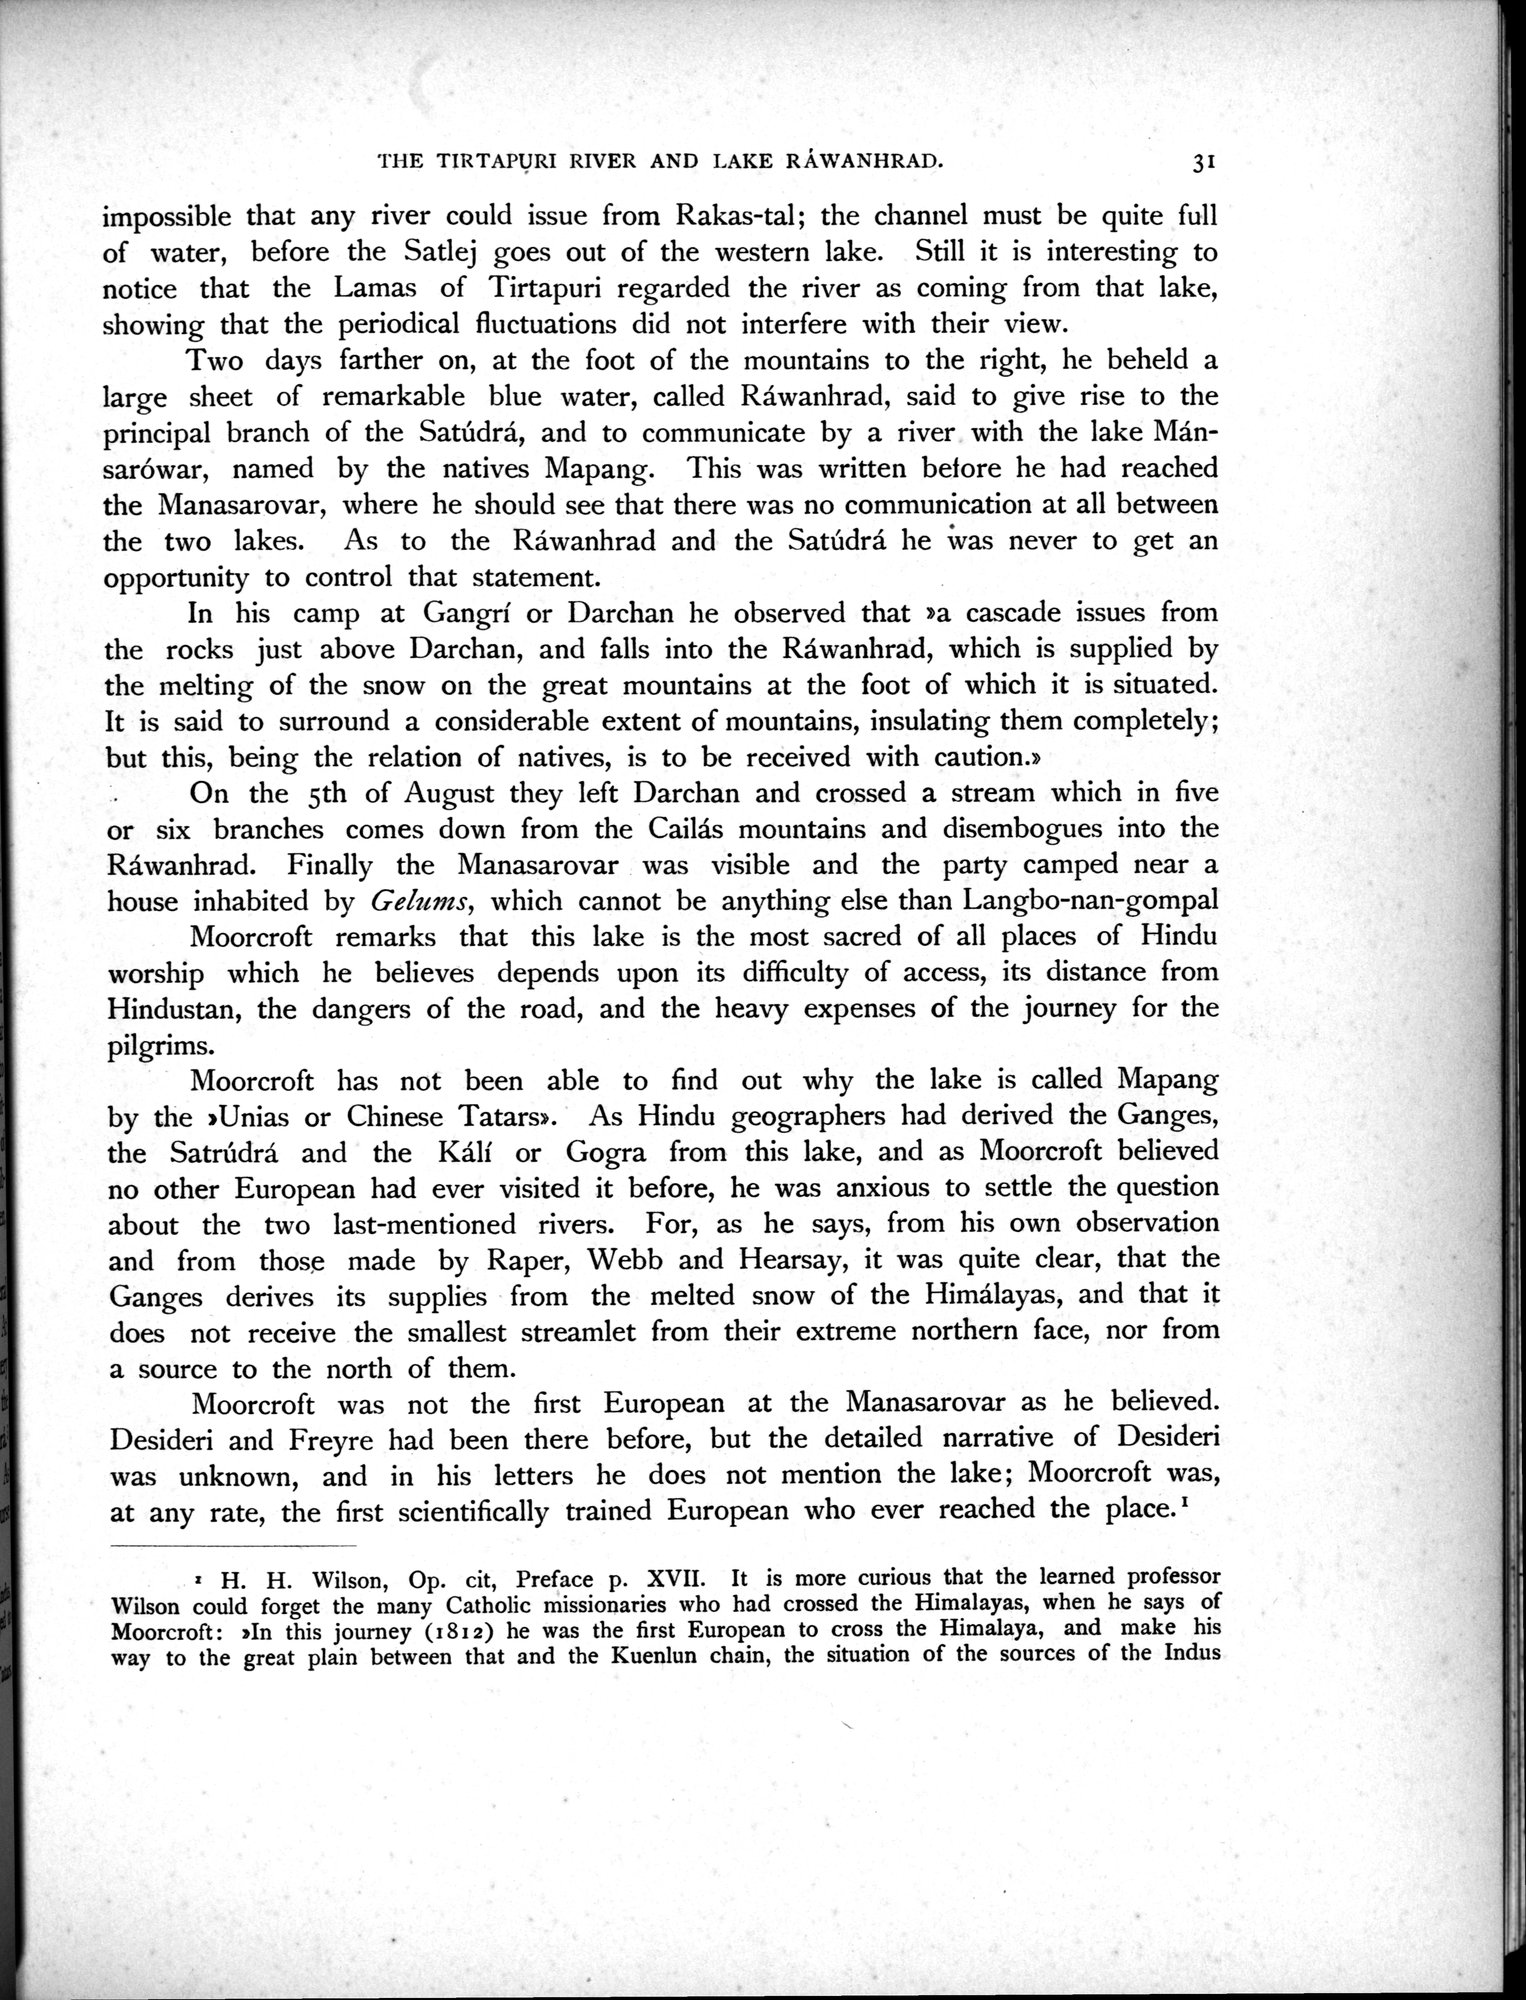 THE TIRTAPURI RIVER AND LAKE RÁWANHRAD. 31
impossible that any river could issue from Rakas-tal; the channel must be quite full
of water, before the Satlej goes out of the western lake. Still it is interesting to
notice that the Lamas of Tirtapuri regarded the river as coming from that lake,
showing that the periodical fluctuations did not interfere with their view.
Two days farther on, at the foot of the mountains to the right, he beheld a
large sheet of remarkable blue water, called Ráwanhrad, said to give rise to the
principal branch of the Satúdrá, and to communicate by a river with the lake Mán-
sarówar, named by the natives Mapang. This was written before he had reached
the Manasarovar, where he should see that there was no communication at all between
the two lakes. As to the Ráwanhrad and the Satúdrá he was never to get an
opportunity to control that statement.
In his camp at Gangrí or Darchan he observed that »a cascade issues from
the rocks just above Darchan, and falls into the Ráwanhrad, which is supplied by
the melting of the snow on the great mountains at the foot of which it is situated.
It is said to surround a considerable extent of mountains, insulating them completely;
but this, being the relation of natives, is to be received with caution.»
On the 5th of August they left Darchan and crossed a stream which in five
or six branches comes down from the Cailás mountains and disembogues into the
Ráwanhrad. Finally the Manasarovar was visible and the party camped near a
house inhabited by Gelums, which cannot be anything else than Langbo-nan-gompal
Moorcroft remarks that this lake is the most sacred of all places of Hindu
worship which he believes depends upon its difficulty of access, its distance from
Hindustan, the dangers of the road, and the heavy expenses of the journey for the
pilgrims.
Moorcroft has not been able to find out why the lake is called Mapang
by the »Unias or Chinese Tatars». As Hindu geographers had derived the Ganges,
the Satrúdrá and the Kálí or Gogra from this lake, and as Moorcroft believed
no other European had ever visited it before, he was anxious to settle the question
about the two last-mentioned rivers. For, as he says, from his own observation
and from those made by Raper, Webb and Hearsay, it was quite clear, that the
Ganges derives its supplies from the melted snow of the Himálayas, and that it
does not receive the smallest streamlet from their extreme northern face, nor from
a source to the north of them.
Moorcroft was not the first European at the Manasarovar as he believed.
Desideri and Freyre had been there before, but the detailed narrative of Desideri
was unknown, and in his letters he does not mention the lake; Moorcroft was,
at any rate, the first scientifically trained European who ever reached the place.¹
¹ H. H. Wilson, Op. cit, Preface p. XVII. It is more curious that the learned professor
Wilson could forget the many Catholic missionaries who had crossed the Himalayas, when he says of
Moorcroft: »In this journey (1812) he was the first European to cross the Himalaya, and make his
way to the great plain between that and the Kuenlun chain, the situation of the sources of the Indus